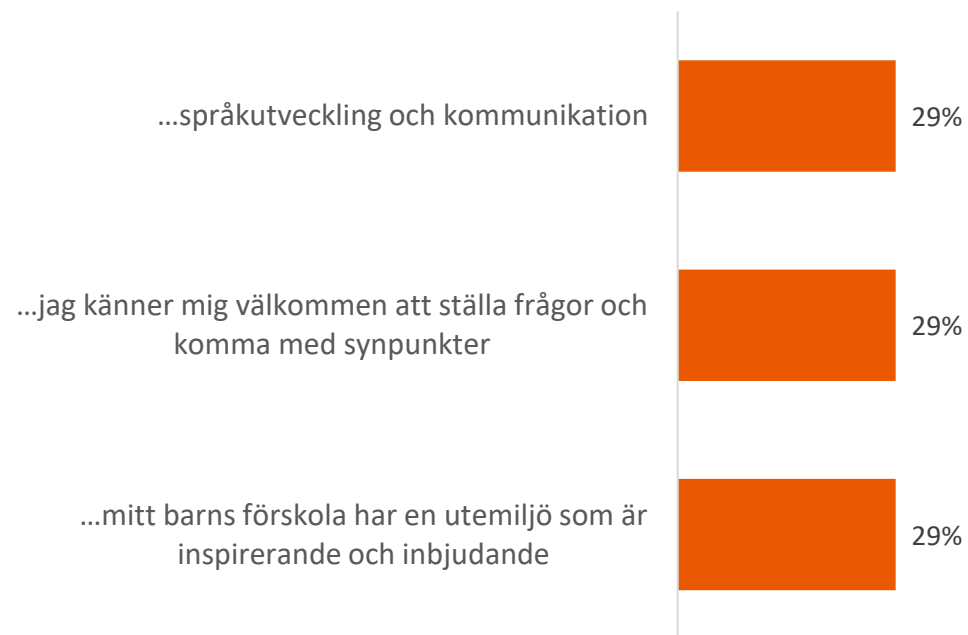 ...språkutveckling och kommunikation
29%
...jag känner mig välkommen att ställa frågor och
komma med synpunkter
29%
...mitt barns förskola har en utemiljö som är
inspirerande och inbjudande
29%